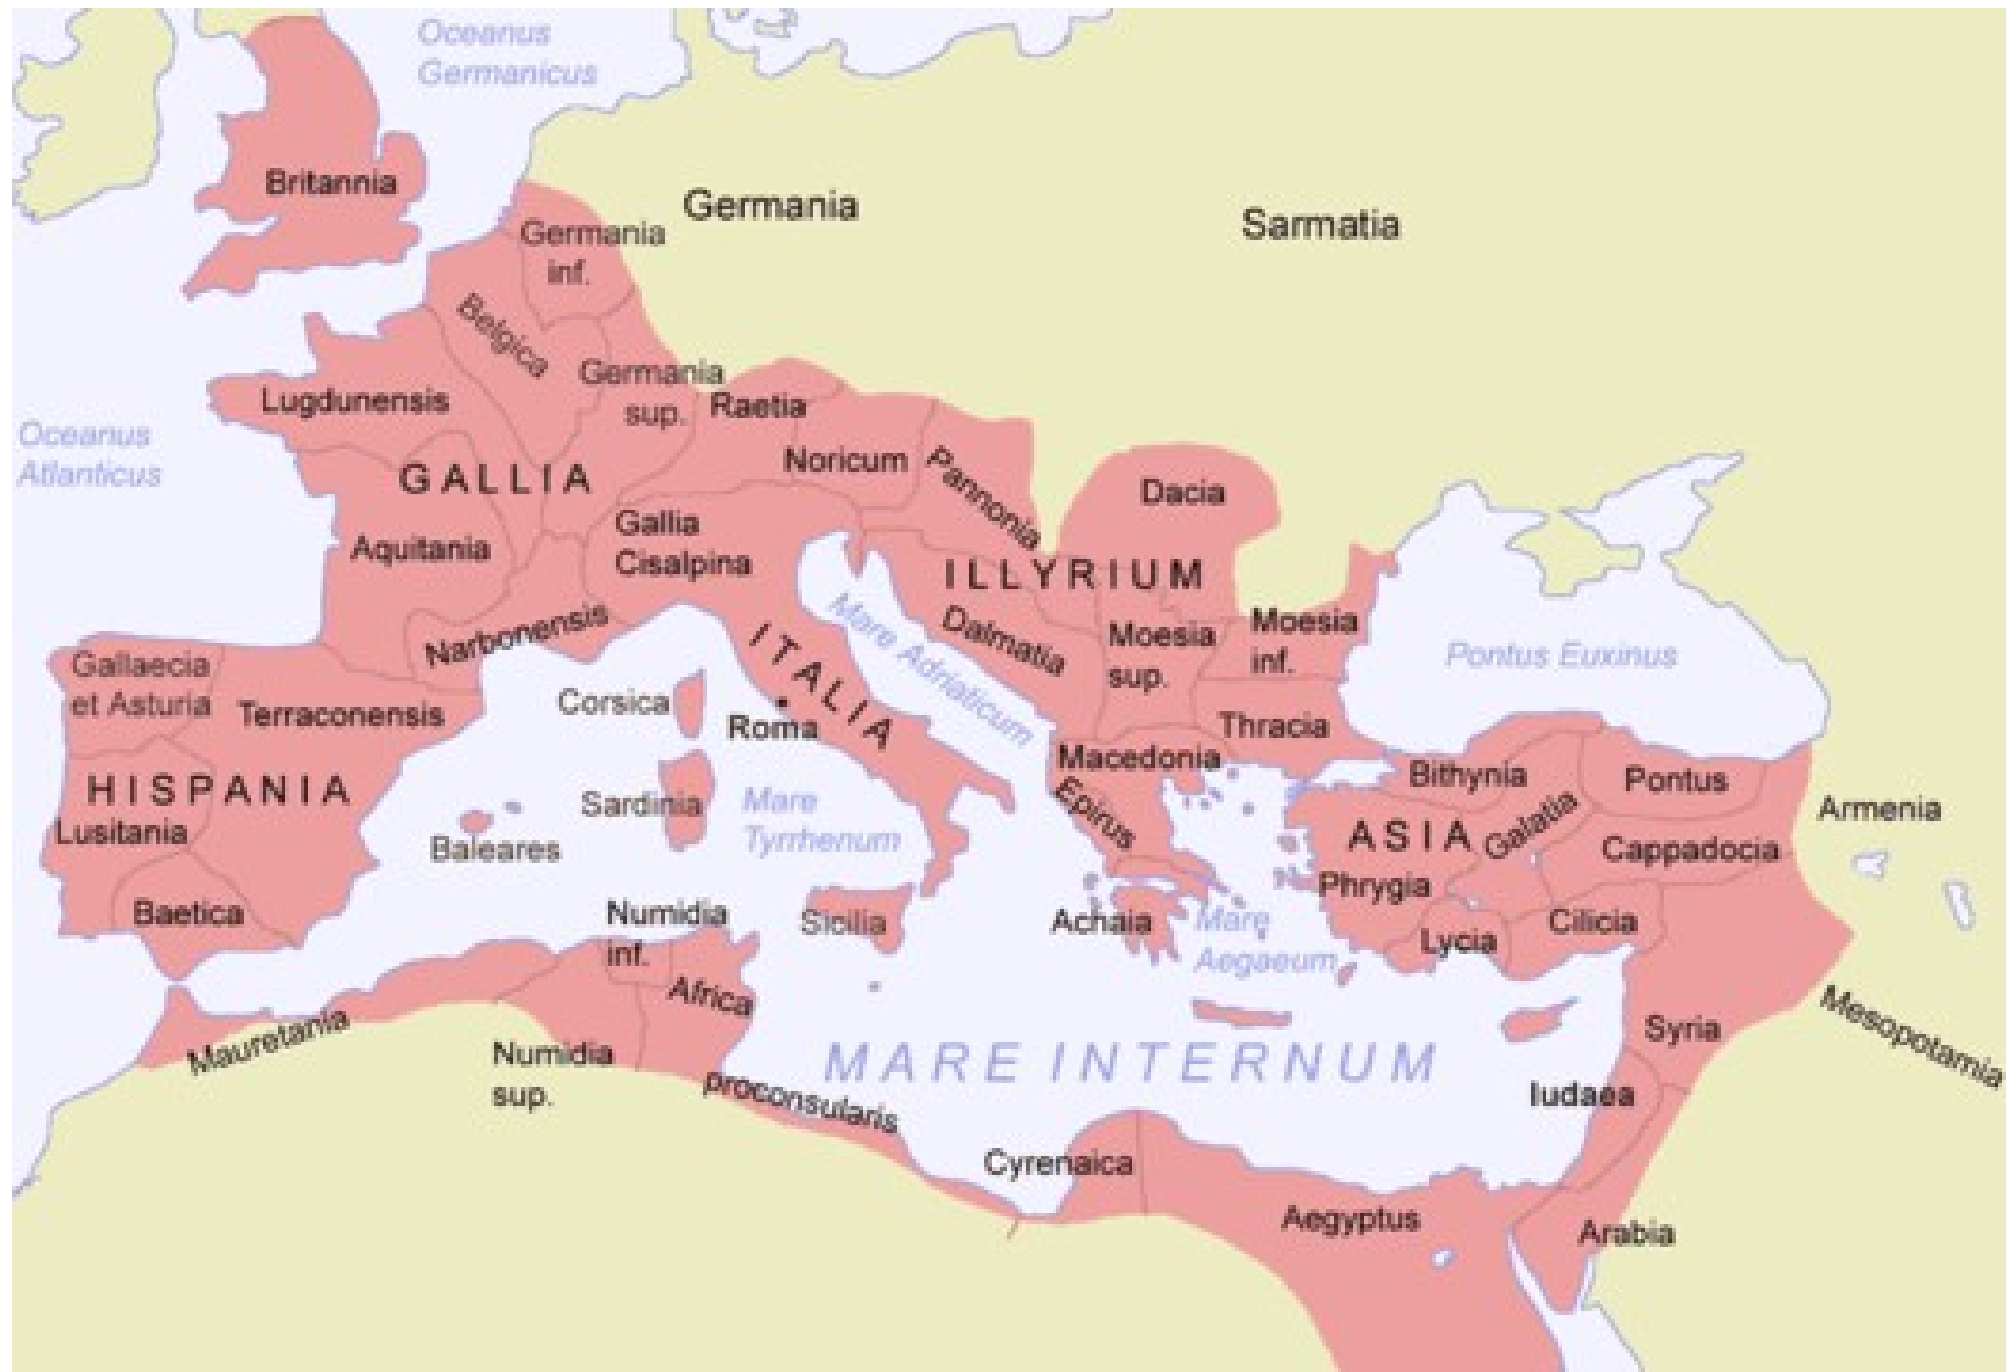 Oceanus
Germanicus
Britannia
Germania
Sarmatia
Germania
inf.
Belgica
Germania
sup.
Lugdunensis
Raetia
Oceanus
Atlanticus
GALLIA
Noricum
Pannonia
Dacia
Gallia
Cisalpina
Aquitania
ILLYRIUM
Narbonensis
ITALIA
Mare Adriaticum
Dalmatia
Moesia
sup.
Moesia
inf.
Pontus Euxinus
Gallaecia
et Asturia
Terraconensis
Corsica
Roma
Thracia
Macedonia
Epirus
Bithynia
Pontus
HISPANIA
Lusitania
Sardinia
Mare
Tyrrhenum
Baleares
ASIA
Galatia
Armenia
Cappadocia
Phrygia
Baetica
Numidia
inf.
Sicilia
Achaia
Mare
Aegaeum
Lycia
Cilicia
Africa
Mauretania
Numidia
sup.
proconsularis
MARE INTERNUM
Syria
Mesopotamia
Iudaea
Cyrenaica
Aegyptus
Arabia